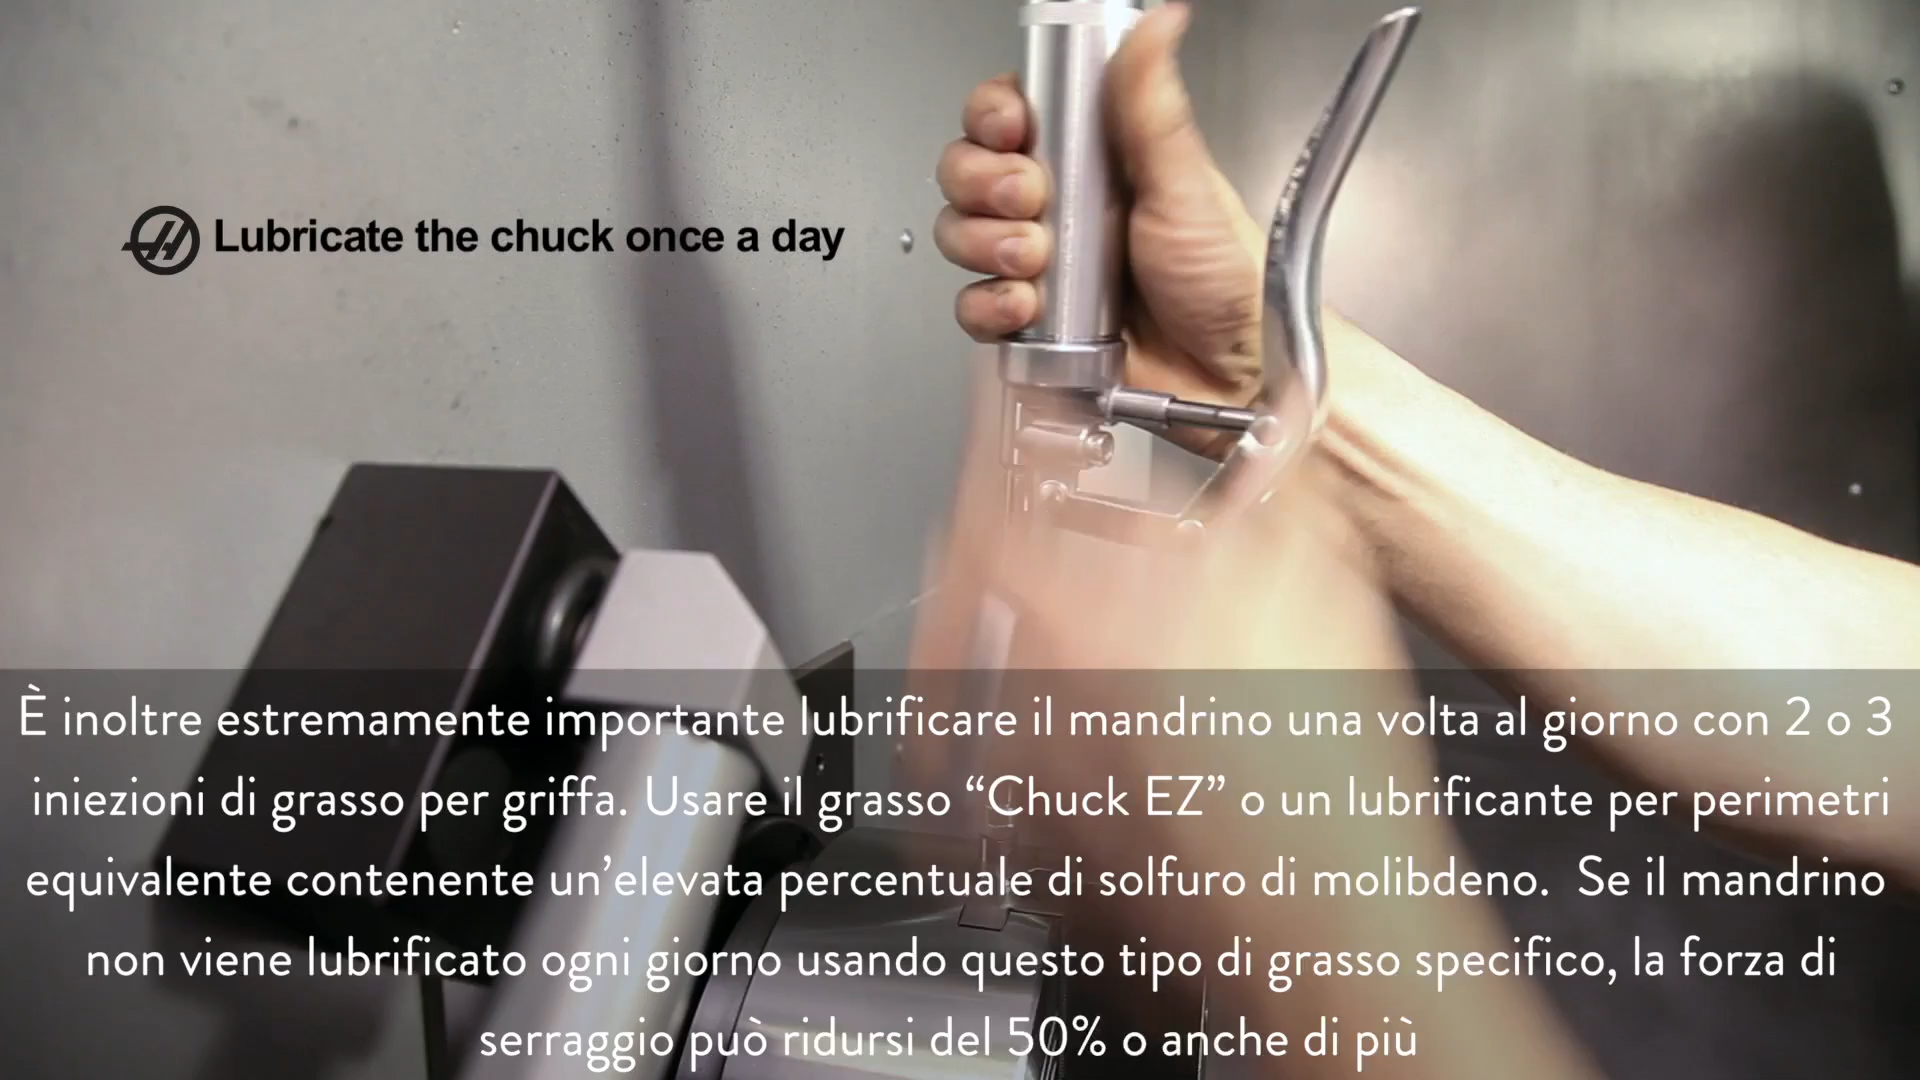 Lubricate the chuck once a day
È inoltre estremamente importante lubrificare il mandrino una volta al giorno con 2 o 3
iniezioni di grasso per griffa. Usare il grasso “Chuck EZ” o un lubrificante per perimetri
equivalente contenente un’elevata percentuale di solfuro di molibdeno.  Se il mandrino
non viene lubrificato ogni giorno usando questo tipo di grasso specifico, la forza di
serraggio può ridursi del 50% o anche di più